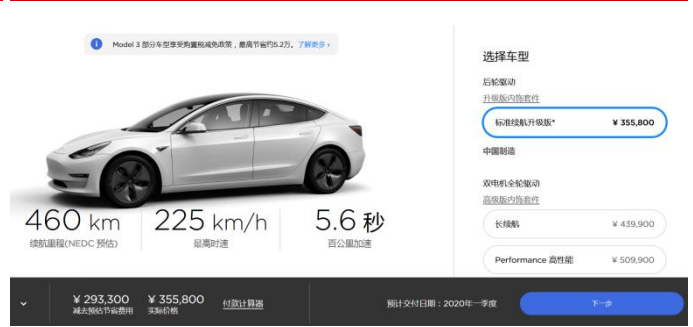 Model 3 部分车型享受购置税减免政策，最高节省约5.2万。了解更多 ›
选择车型
后轮驱动
升级版内饰套件
标准续航升级版* ¥ 355,800
中国制造
双电机全轮驱动
高级版内饰套件
长续航 ¥ 439,900
Performance 高性能 ¥ 509,900
460 km 225 km/h 5.6 秒
续航里程(NEDC 预估) 最高时速 百公里加速
¥ 293,300 ¥ 355,800 付款计算器 预计交付日期：2020年一季度 下一步
减去预估节省费用 实际价格